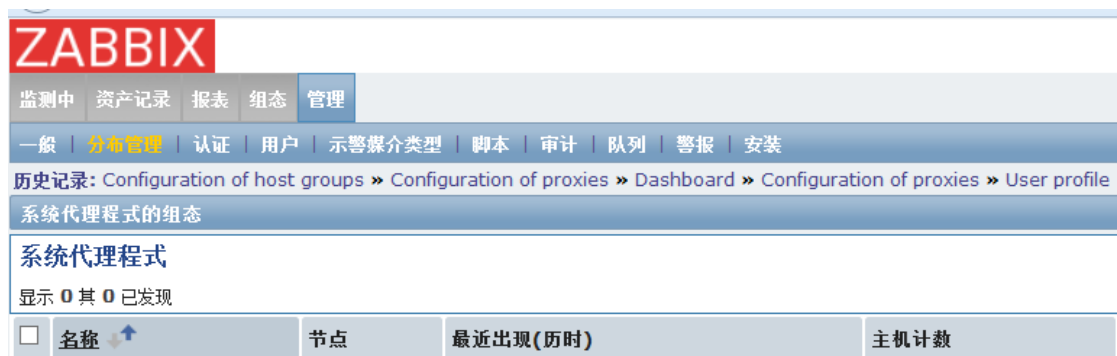 ZABBIX
监测中 资产记录 报表 组态 管理
一般 | 分布管理 | 认证 | 用户 | 示警媒介类型 | 脚本 | 审计 | 队列 | 警报 | 安装
历史记录: Configuration of host groups » Configuration of proxies » Dashboard » Configuration of proxies » User profile
系统代理程式的组态
系统代理程式
显示 0 其 0 已发现
名称 节点 最近出现(历时) 主机计数